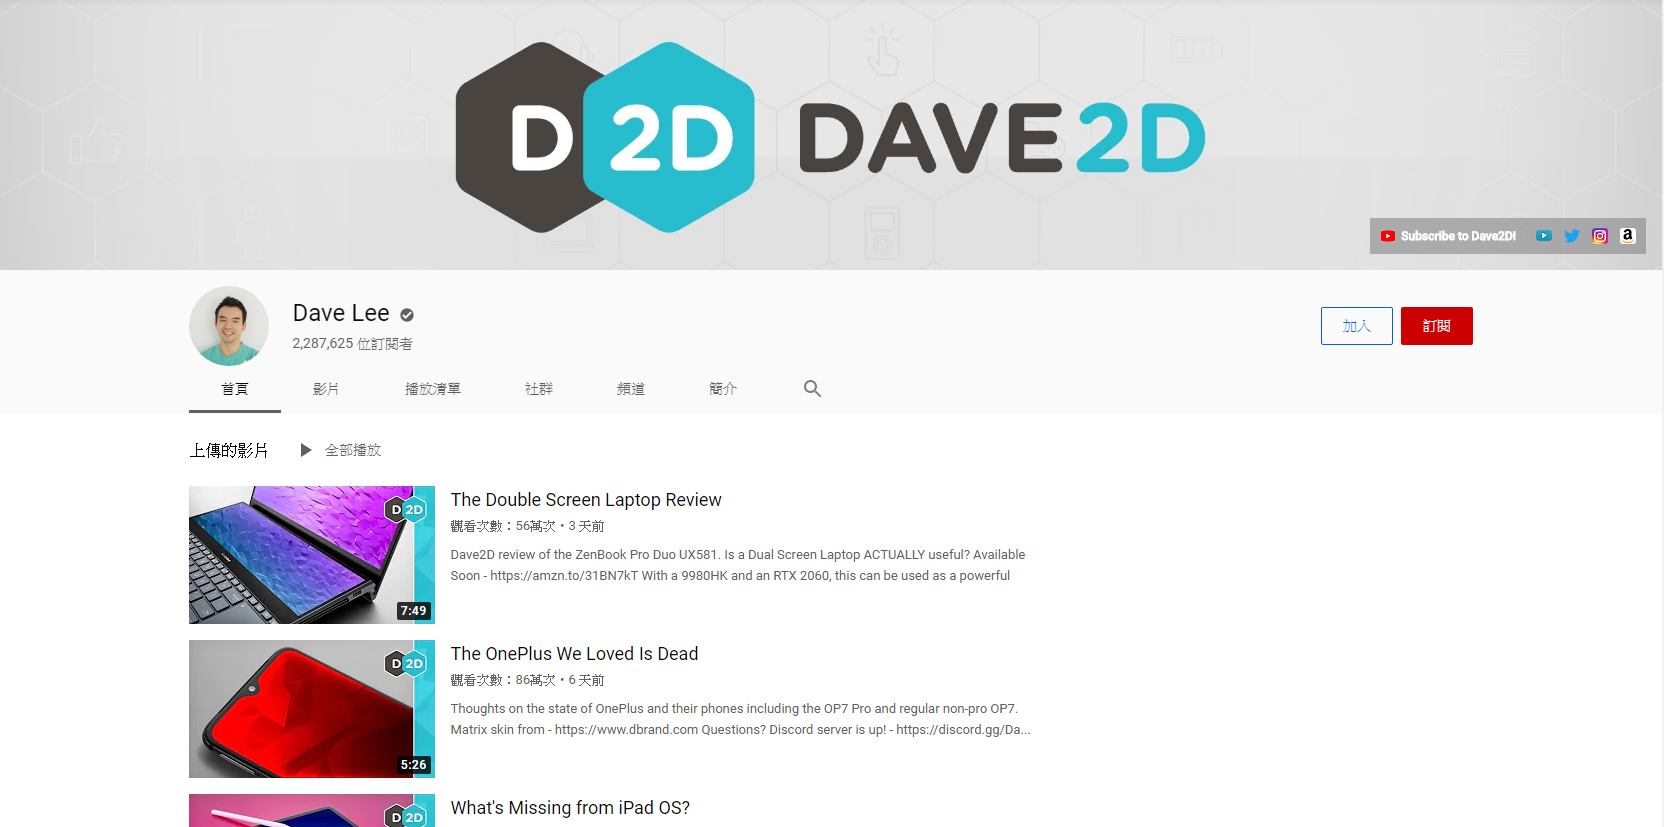 D 2D DAVE2D
Subscribe to Dave2D!
Dave Lee
2,287,625 位訂閱者
加入
訂閱
首頁 影片 播放清單 社群 頻道 簡介
上傳的影片 全部播放
D 2D
7:49
The Double Screen Laptop Review
觀看次數：56萬次・3 天前
Dave2D review of the ZenBook Pro Duo UX581. Is a Dual Screen Laptop ACTUALLY useful? Available
Soon - https://amzn.to/31BN7kT With a 9980HK and an RTX 2060, this can be used as a powerful
D 2D
5:26
The OnePlus We Loved Is Dead
觀看次數：86萬次・6 天前
Thoughts on the state of OnePlus and their phones including the OP7 Pro and regular non-pro OP7.
Matrix skin from - https://www.dbrand.com Questions? Discord server is up! - https://discord.gg/Da...
D 2D
What's Missing from iPad OS?